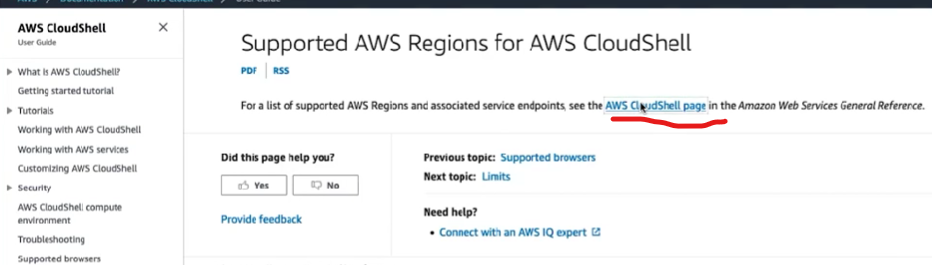 AWS CloudShell
User Guide
What is AWS CloudShell?
Getting started tutorial
Tutorials
Working with AWS CloudShell
Working with AWS services
Customizing AWS CloudShell
Security
AWS CloudShell compute
environment
Troubleshooting
Supported browsers
Supported AWS Regions for AWS CloudShell
PDF | RSS
For a list of supported AWS Regions and associated service endpoints, see the AWS CloudShell page in the Amazon Web Services General Reference.
Did this page help you?
Yes
No
Provide feedback
Previous topic: Supported browsers
Next topic: Limits
Need help?
• Connect with an AWS IQ expert